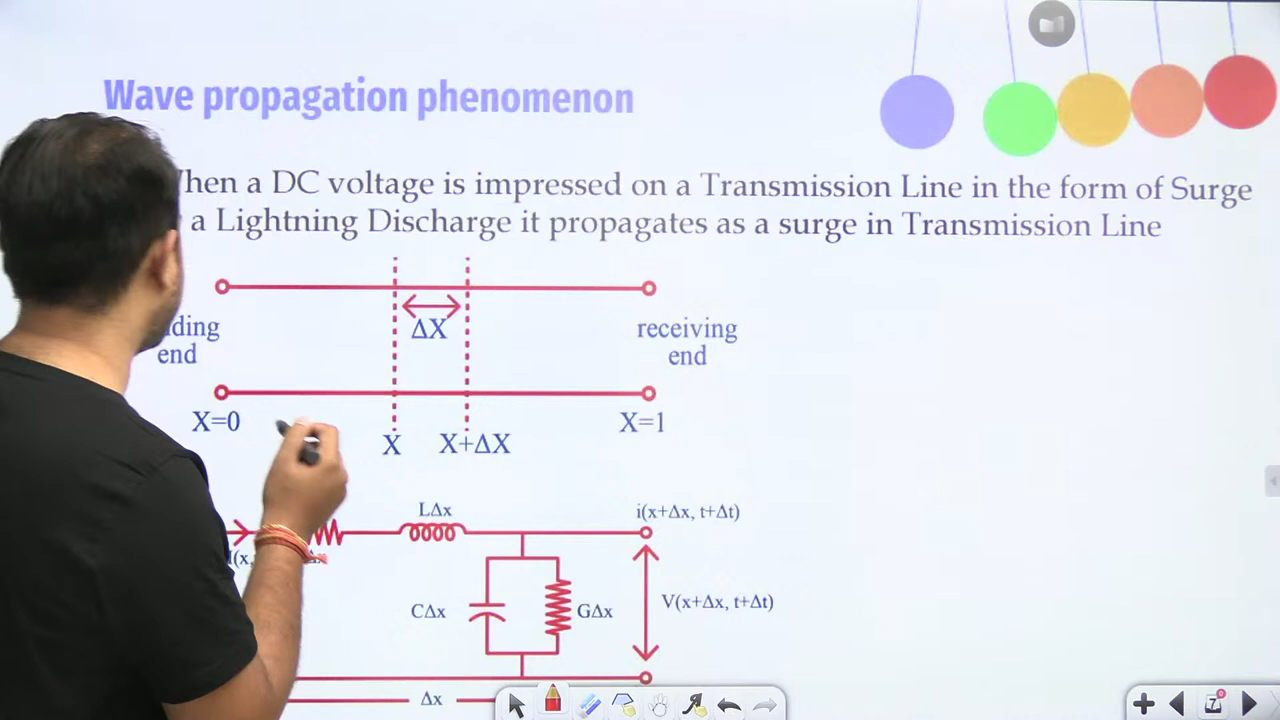 Wave propagation phenomenon
hen a DC voltage is impressed on a Transmission Line in the form of Surge
a Lightning Discharge it propagates as a surge in Transmission Line
ΔX
ding
end
receiving
end
X=0
X
X+ΔX
X=1
LΔx
i(x+Δx, t+Δt)
CΔx
GΔx
V(x+Δx, t+Δt)
Δx
7